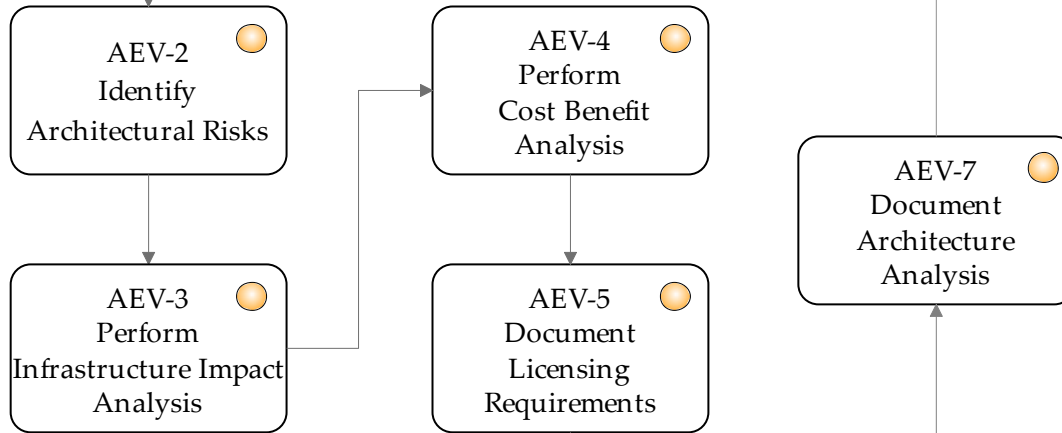 AEV-2
Identify
Architectural Risks
AEV-3
Perform
Infrastructure Impact
Analysis
AEV-4
Perform
Cost Benefit
Analysis
AEV-5
Document
Licensing
Requirements
AEV-7
Document
Architecture
Analysis